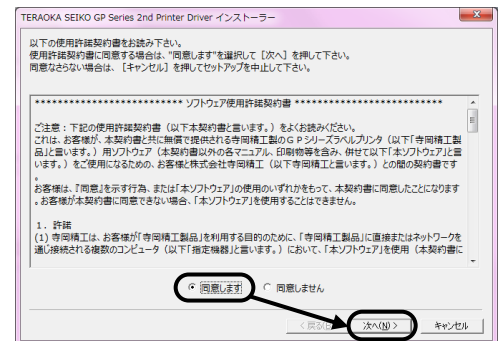 TERAOKA SEIKO GP Series 2nd Printer Driver インストーラー
以下の使用許諾契約書をお読み下さい。
使用許諾契約書に同意する場合は、"同意します"を選択して［次へ］を押して下さい。
同意なさらない場合は、［キャンセル］を押してセットアップを中止して下さい。
************************** ソフトウェア使用許諾契約書 **************************
ご注意：下記の使用許諾契約書（以下本契約書と言います。）をよくお読みください。
これは、お客様が、本契約書と共に無償で提供される寺岡精工製のＧＰシリーズラベルプリンタ（以下「寺岡精工製
品」と言います。）用ソフトウェア（本契約書以外の各マニュアル、印刷物等を含み、併せて以下「本ソフトウェア」と言
います。）をご使用になるための、お客様と株式会社寺岡精工（以下寺岡精工と言います。）との間の契約書です
。
お客様は、『同意』を示す行為、または「本ソフトウェア」の使用のいずれかをもって、本契約書に同意したことになります
。お客様が本契約書に同意できない場合、「本ソフトウェア」を使用することはできません。
１．許諾
(1) 寺岡精工は、お客様が「寺岡精工製品」を利用する目的のために、「寺岡精工製品」に直接またはネットワークを
通じ接続される複数のコンピュータ（以下「指定機器」と言います。）において、「本ソフトウェア」を使用（本契約書に
同意します 同意しません
< 戻る(B) 次へ(N) > キャンセル